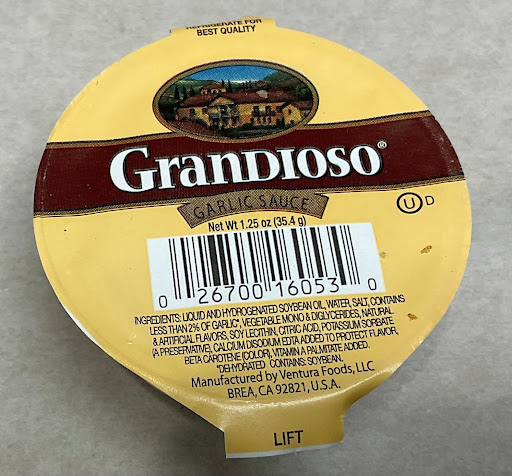 REFRIGERATE FOR
BEST QUALITY
GRANDIOSO®
GARLIC SAUCE
Net Wt 1.25 oz (35.4 g)
U D
0 26700 16053 0
INGREDIENTS: LIQUID AND HYDROGENATED SOYBEAN OIL, WATER, SALT, CONTAINS
LESS THAN 2% OF GARLIC*, VEGETABLE MONO & DIGLYCERIDES, NATURAL
& ARTIFICIAL FLAVORS, SOY LECITHIN, CITRIC ACID, POTASSIUM SORBATE
(A PRESERVATIVE), CALCIUM DISODIUM EDTA ADDED TO PROTECT FLAVOR,
BETA CAROTENE (COLOR), VITAMIN A PALMITATE ADDED.
*DEHYDRATED CONTAINS: SOYBEAN.
Manufactured by Ventura Foods, LLC
BREA, CA 92821, U.S.A.
LIFT